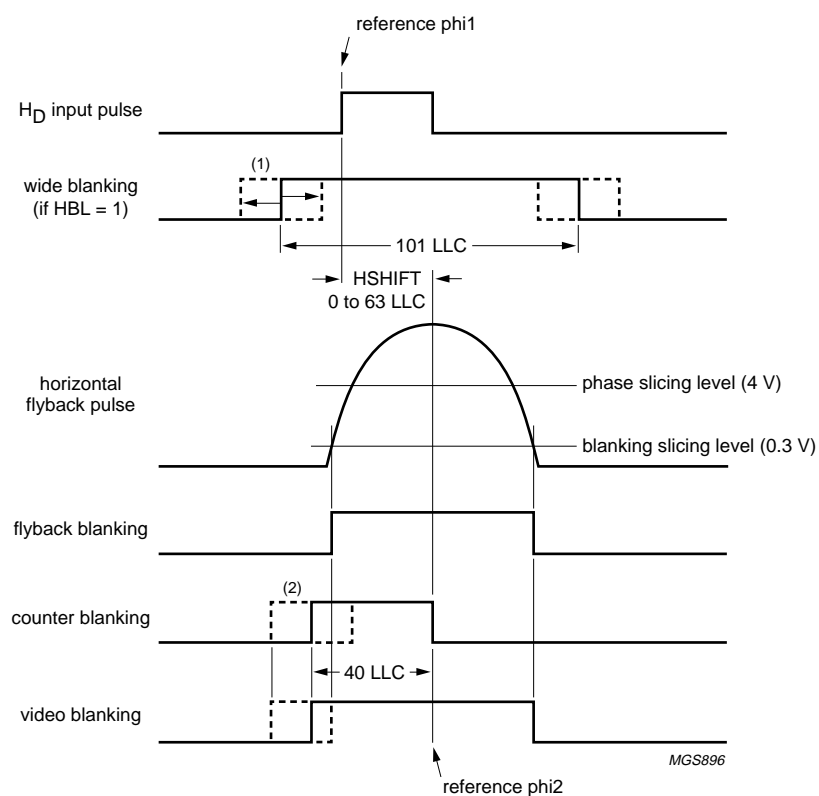 reference phi1
HD input pulse
(1)
wide blanking
(if HBL = 1)
101 LLC
HSHIFT
0 to 63 LLC
horizontal
flyback pulse
phase slicing level (4 V)
blanking slicing level (0.3 V)
flyback blanking
(2)
counter blanking
40 LLC
video blanking
MGS896
reference phi2